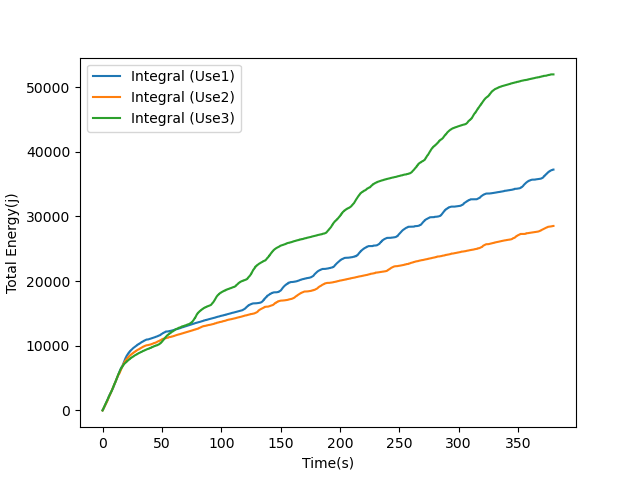 Integral (Use1)
Integral (Use2)
Integral (Use3)
50000
40000
30000
20000
10000
0
Total Energy(j)
0 50 100 150 200 250 300 350
Time(s)